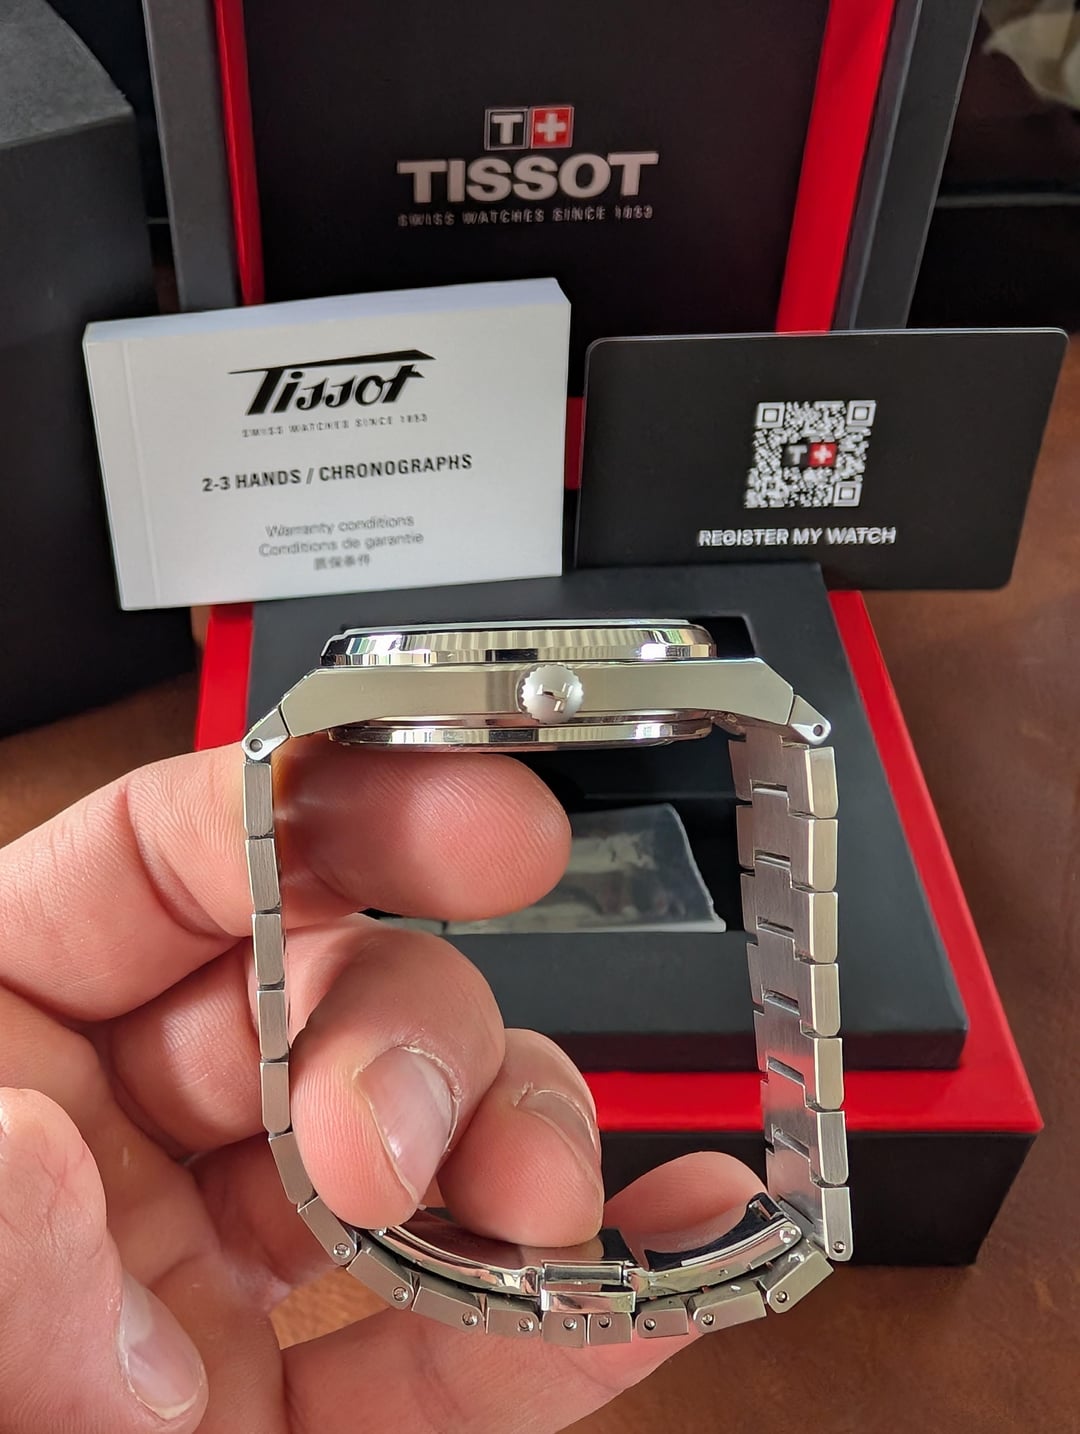 T+
TISSOT
SWISS WATCHES SINCE 1853
Tissot
SWISS WATCHES SINCE 1853
2-3 HANDS / CHRONOGRAPHS
Warranty conditions
Conditions de garantie
T+
REGISTER MY WATCH